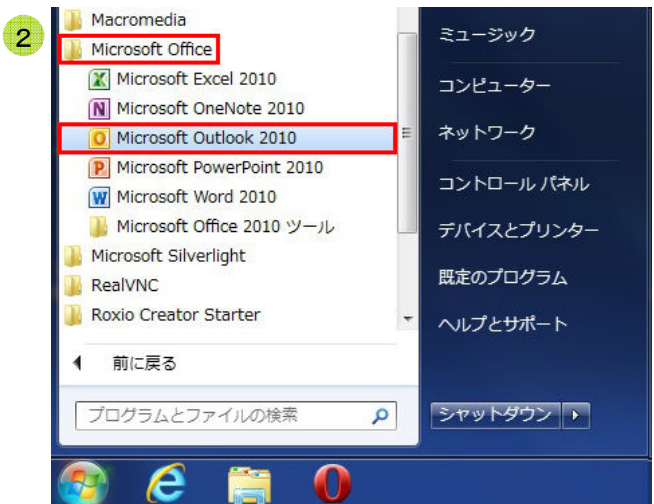 2
Macromedia
Microsoft Office
Microsoft Excel 2010
Microsoft OneNote 2010
Microsoft Outlook 2010
Microsoft PowerPoint 2010
Microsoft Word 2010
Microsoft Office 2010 ツール
Microsoft Silverlight
RealVNC
Roxio Creator Starter
前に戻る
プログラムとファイルの検索
ミュージック
コンピューター
ネットワーク
コントロール パネル
デバイスとプリンター
既定のプログラム
ヘルプとサポート
シャットダウン